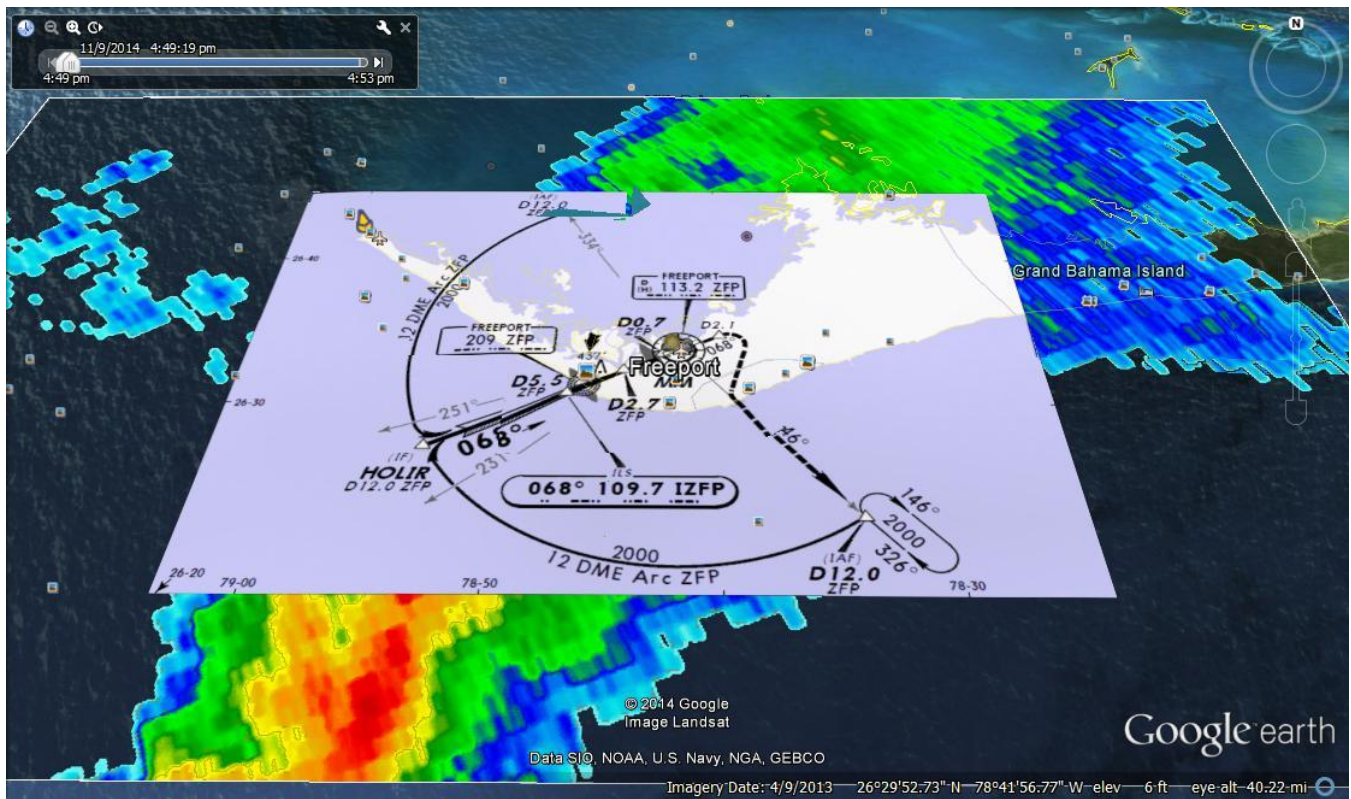 11/9/2014 4:49:19 pm
4:49 pm 4:53 pm
N
(IAF)
D12.0
ZFP
334°
26-40
12 DME Arc ZFP
2000
FREEPORT
113.2 ZFP
Grand Bahama Island
FREEPORT
209 ZFP
D0.7
ZFP
D2.1
068°
437'
Freeport
MM
D5.5
ZFP
D2.7
ZFP
26-30
251°
068°
231
(IF)
HOLIR
D12.0 ZFP
ILS
068° 109.7 IZFP
146°
146°
2000
326°
2000
12 DME Arc ZFP
(IAF)
D12.0
ZFP
26-20
79-00
78-50
78-30
© 2014 Google
Image Landsat
Google earth
Data SIO, NOAA, U.S. Navy, NGA, GEBCO
Imagery Date: 4/9/2013 26°29'52.73" N 78°41'56.77" W elev 6 ft eye alt 40.22 mi